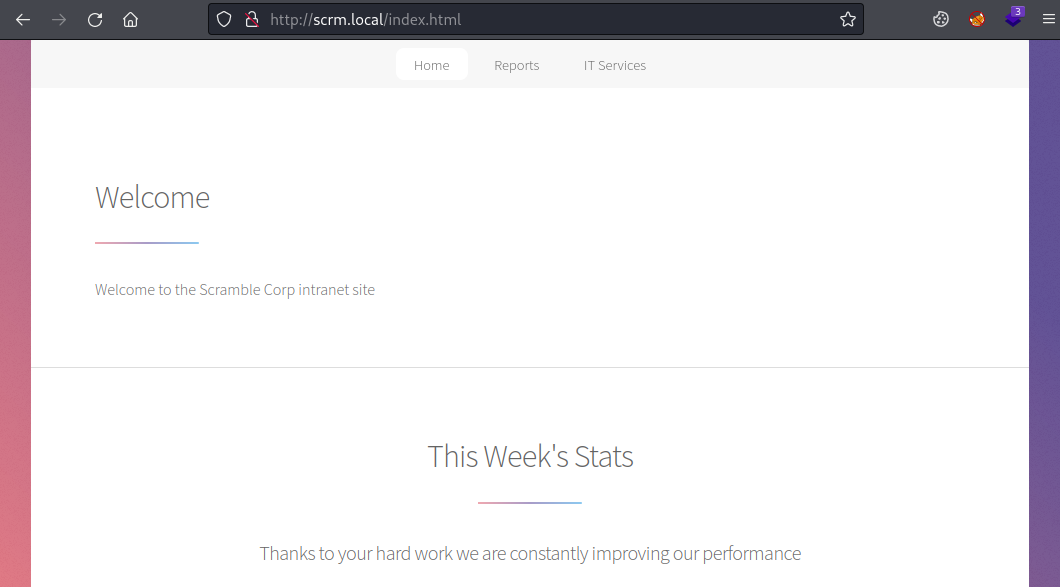 http://scrm.local/index.html
3
Home Reports IT Services
Welcome
Welcome to the Scramble Corp intranet site
This Week's Stats
Thanks to your hard work we are constantly improving our performance